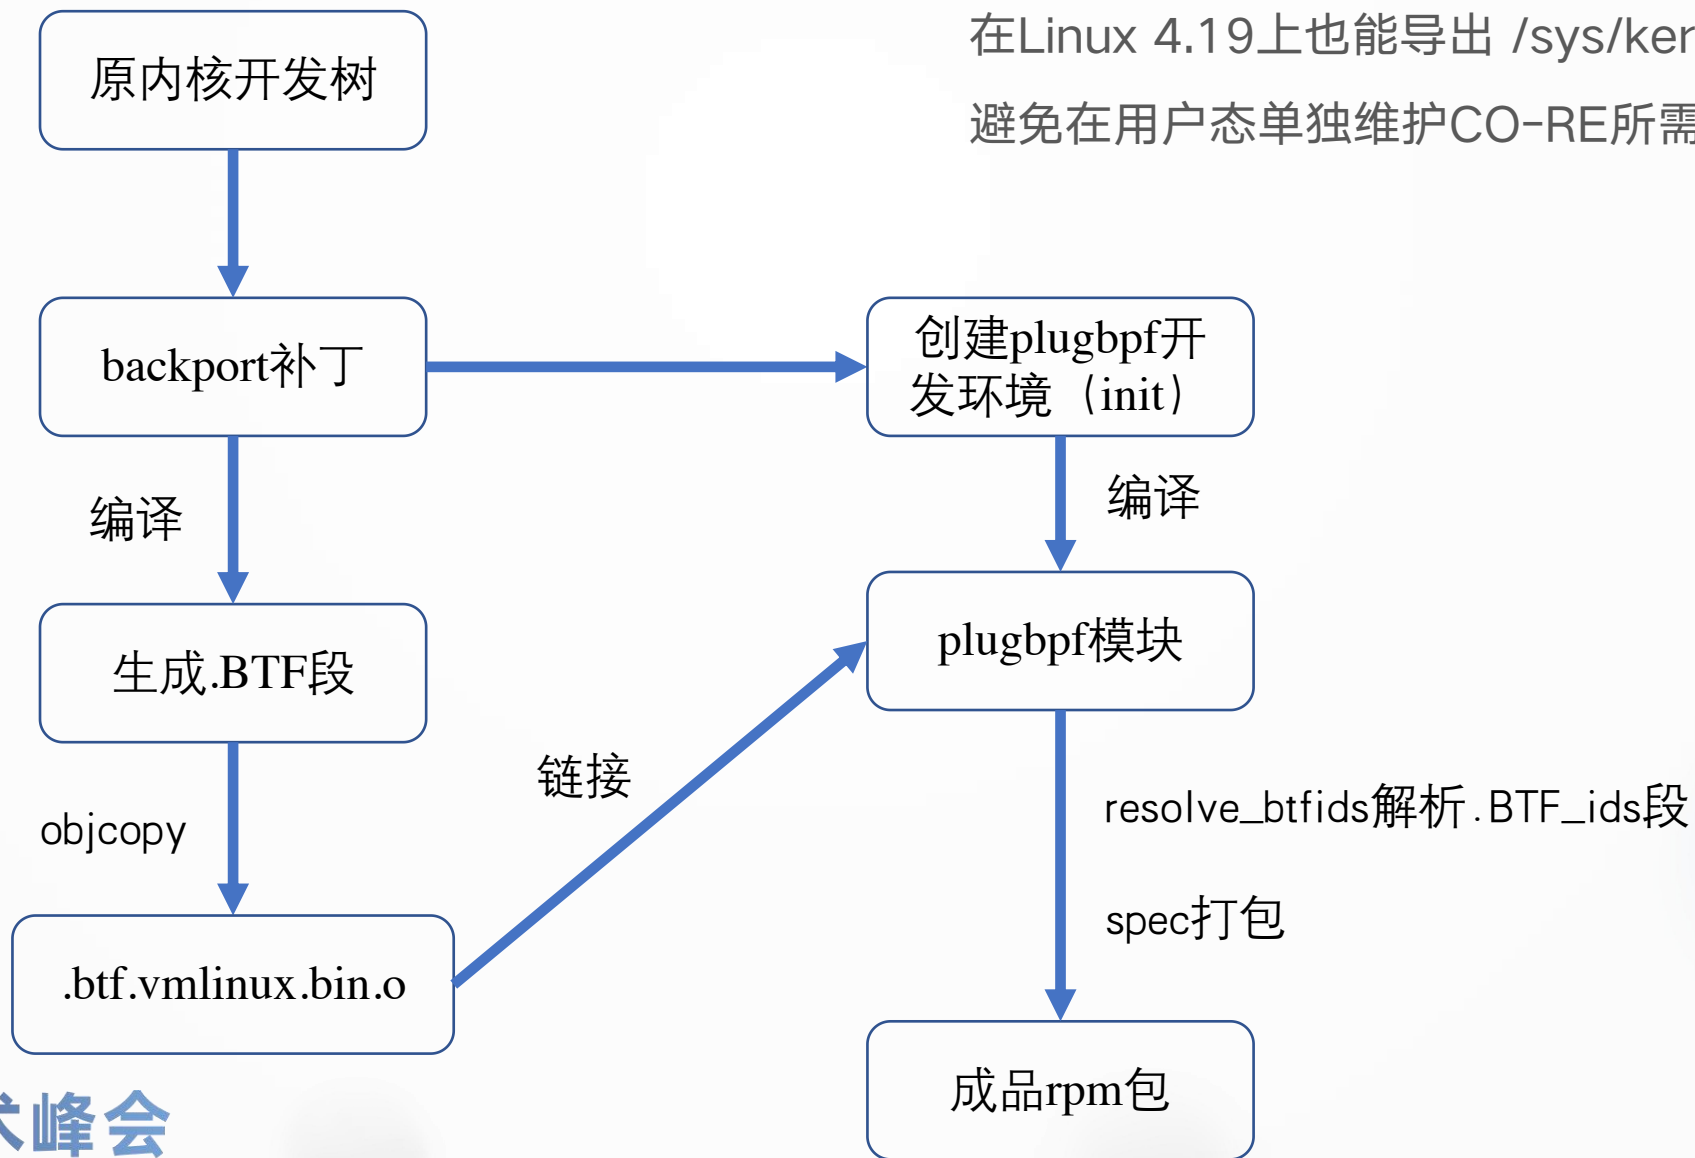 在Linux 4.19上也能导出 /sys/ker
避免在用户态单独维护CO-RE所需
原内核开发树
backport补丁
创建plugbpf开
发环境（init）
编译
编译
生成.BTF段
plugbpf模块
链接
objcopy
resolve_btfids解析.BTF_ids段
spec打包
.btf.vmlinux.bin.o
成品rpm包
峰会